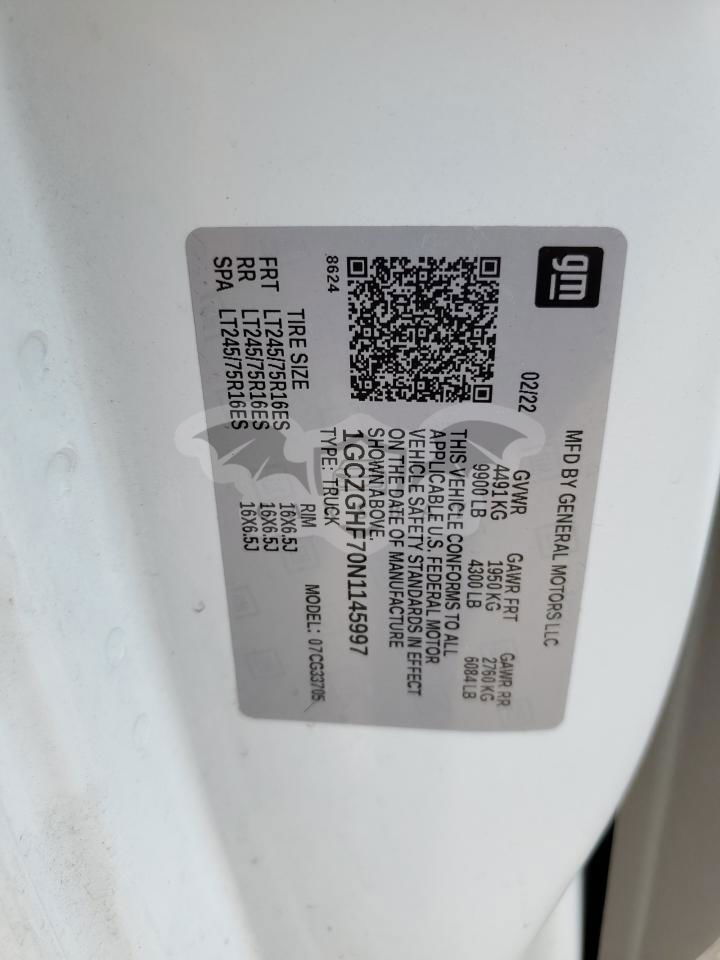 gm
MFD BY GENERAL MOTORS LLC
02/22
GVWR GAWR FRT GAWR RR
4491 KG 1950 KG 2760 KG
9900 LB 4300 LB 6084 LB
THIS VEHICLE CONFORMS TO ALL
APPLICABLE U.S. FEDERAL MOTOR
VEHICLE SAFETY STANDARDS IN EFFECT
ON THE DATE OF MANUFACTURE
SHOWN ABOVE.
1GCZGHF70N1145997
TYPE: TRUCK
8624
MODEL: 07CG33705
TIRE SIZE RIM
FRT LT245/75R16ES 16X6.5J
RR LT245/75R16ES 16X6.5J
SPA LT245/75R16ES 16X6.5J